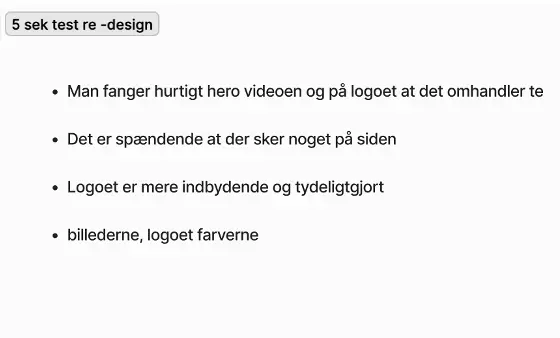 5 sek test re -design
• Man fanger hurtigt hero videoen og på logoet at det omhandler te
• Det er spændende at der sker noget på siden
• Logoet er mere indbydende og tydeligtgjort
• billederne, logoet farverne